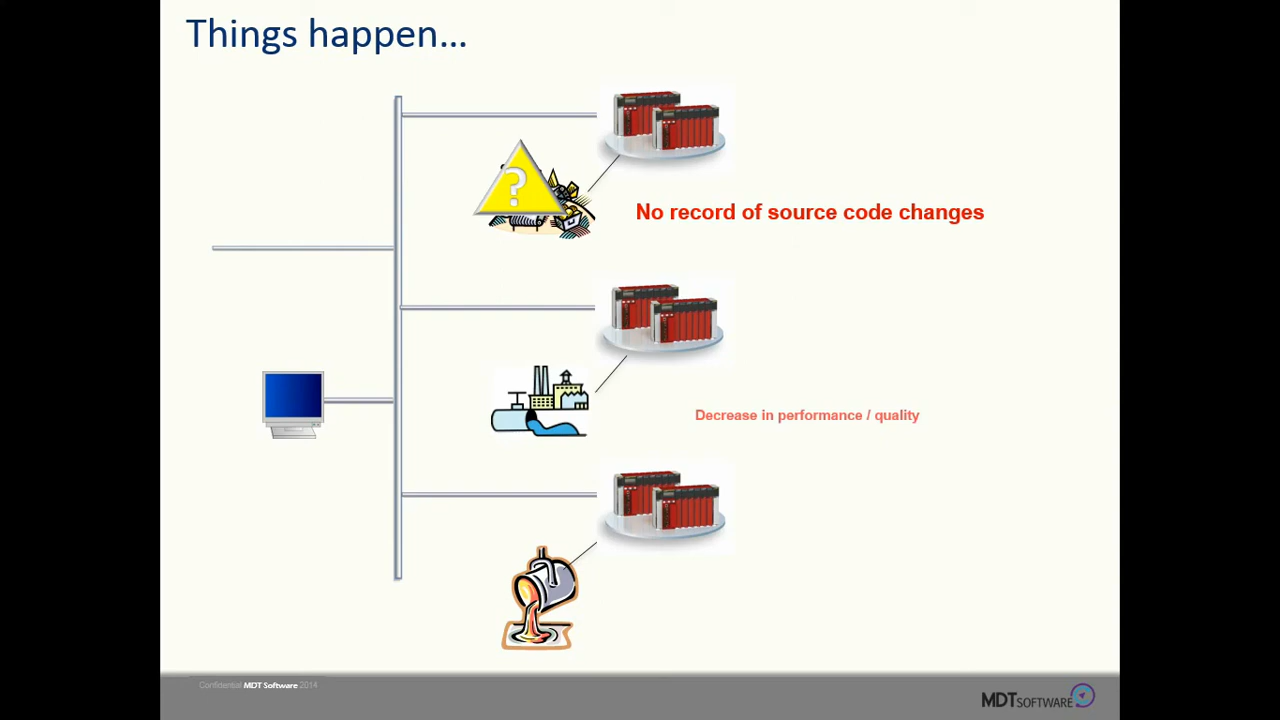 Things happen...
?
No record of source code changes
Decrease in performance / quality
Confidential MDT Software 2014
MDT SOFTWARE